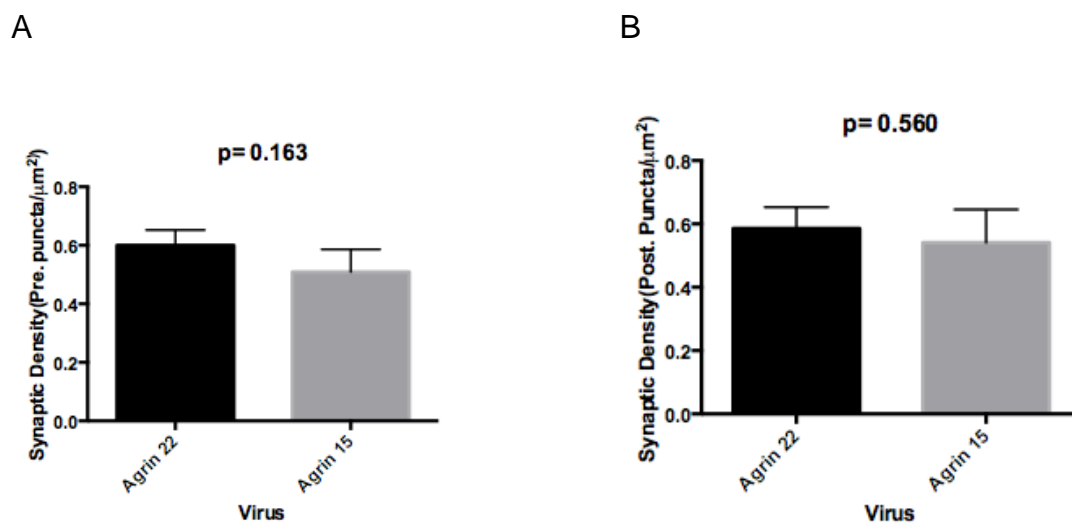 A
p= 0.163
Synaptic Density(Pre. puncta/μm²)
0.8
0.6
0.4
0.2
0.0
Agrin 22
Agrin 15
Virus
B
p= 0.560
Synaptic Density(Post. Puncta/μm²)
0.8
0.6
0.4
0.2
0.0
Agrin 22
Agrin 15
Virus